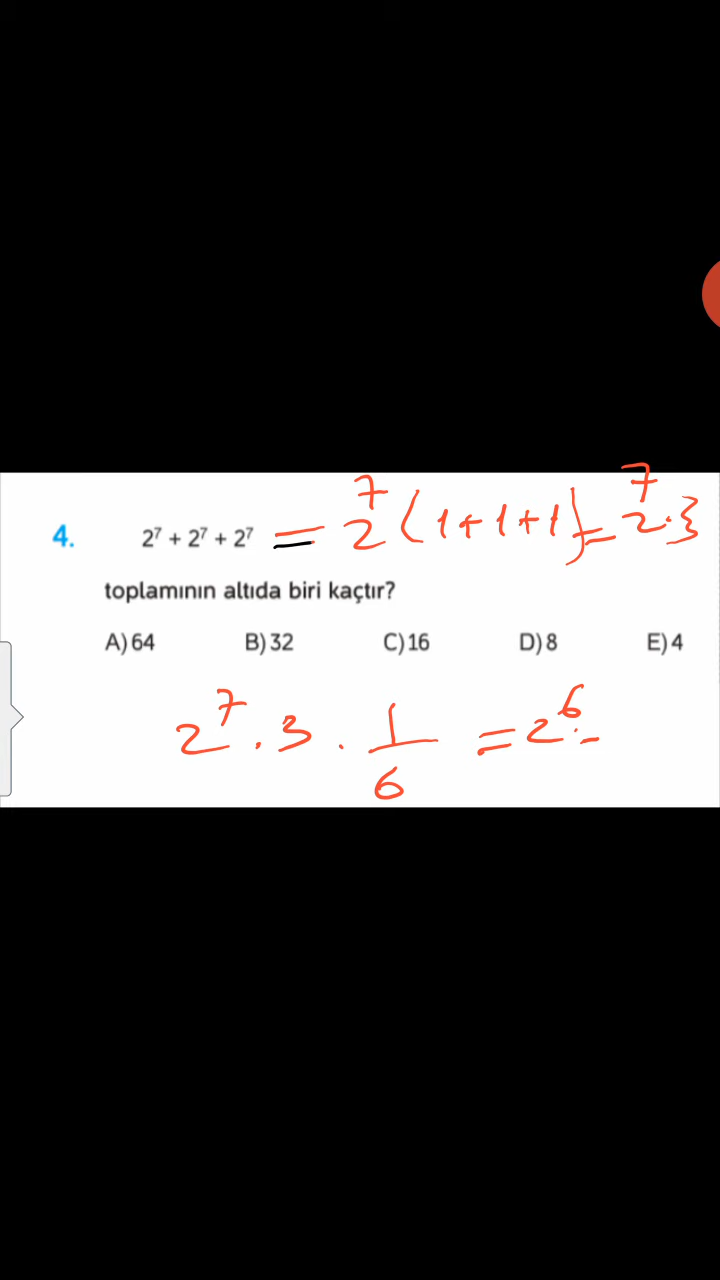 4. 2⁷ + 2⁷ + 2⁷ = 2⁷(1+1+1) = 2⁷.3
toplamının altıda biri kaçtır?
A) 64 B) 32 C) 16 D) 8 E) 4
2⁷ . 3 . 1/6 = 2⁶